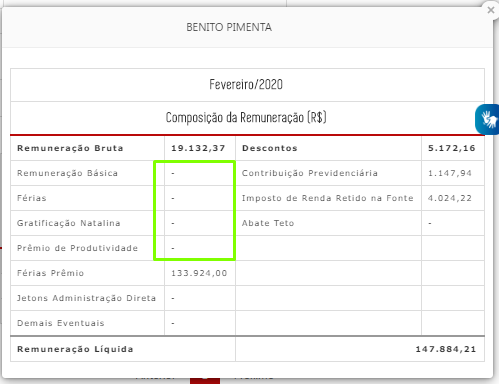 BENITO PIMENTA
Fevereiro/2020
Composição da Remuneração (R$)
Remuneração Bruta 19.132,37 Descontos 5.172,16
Remuneração Básica - Contribuição Previdenciária 1.147,94
Férias - Imposto de Renda Retido na Fonte 4.024,22
Gratificação Natalina - Abate Teto -
Prêmio de Produtividade -
Férias Prêmio 133.924,00
Jetons Administração Direta -
Demais Eventuais -
Remuneração Líquida 147.884,21